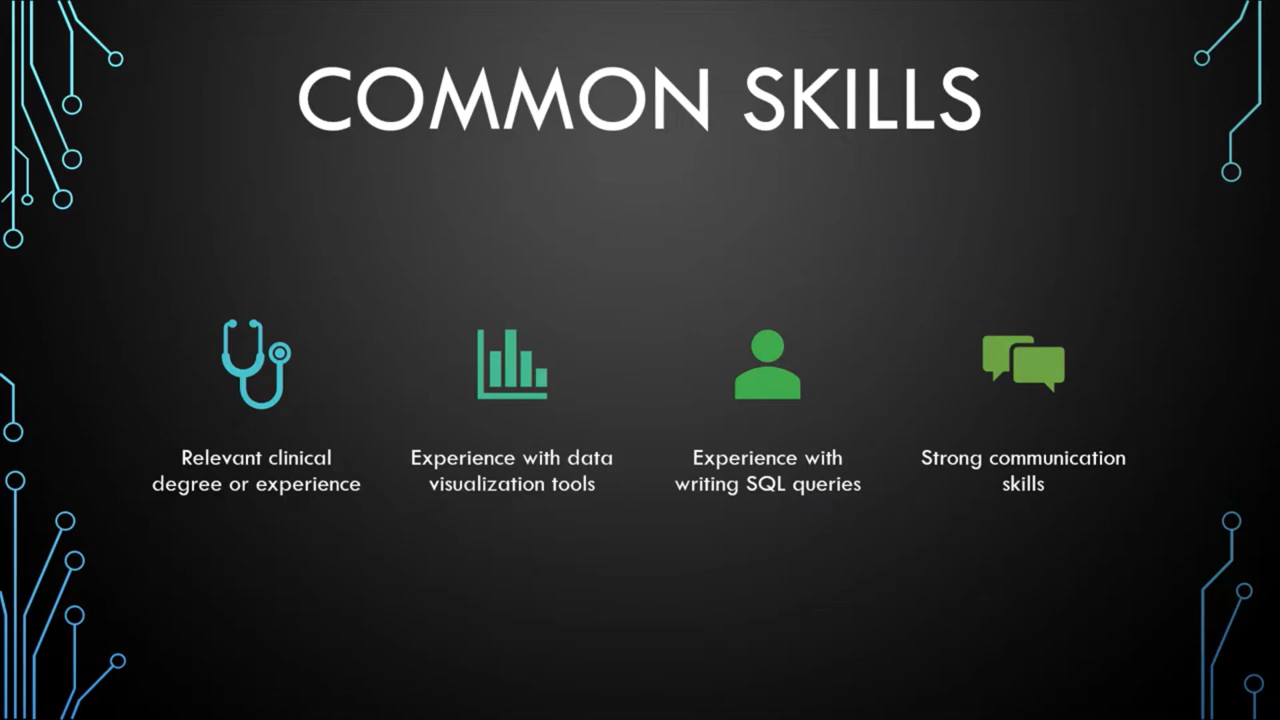 COMMON SKILLS
Relevant clinical
degree or experience
Experience with data
visualization tools
Experience with
writing SQL queries
Strong communication
skills